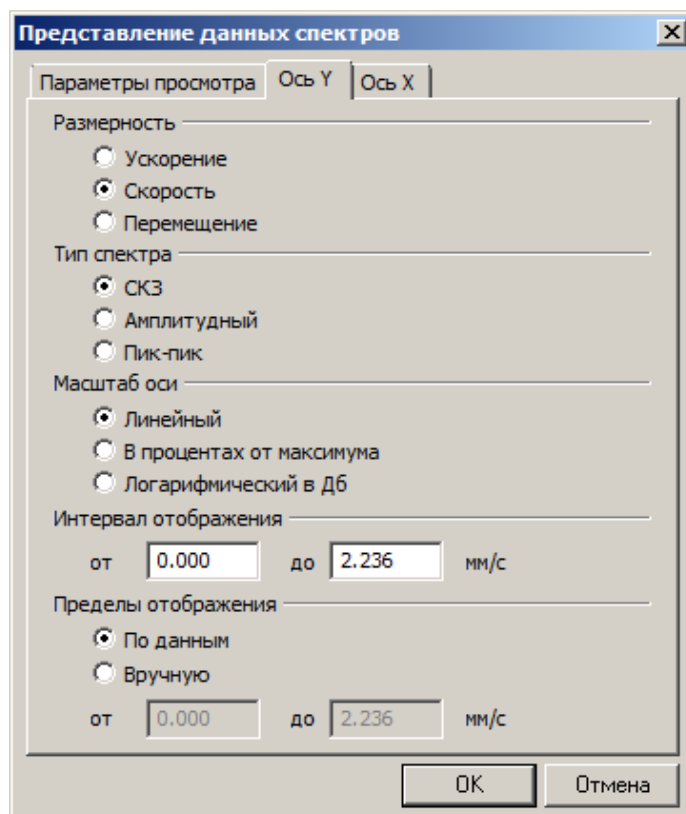 Представление данных спектров
Параметры просмотра Ось Y Ось X
Размерность
Ускорение
Скорость
Перемещение
Тип спектра
СКЗ
Амплитудный
Пик-пик
Масштаб оси
Линейный
В процентах от максимума
Логарифмический в Дб
Интервал отображения
от 0.000 до 2.236 мм/с
Пределы отображения
По данным
Вручную
от 0.000 до 2.236 мм/с
OK Отмена